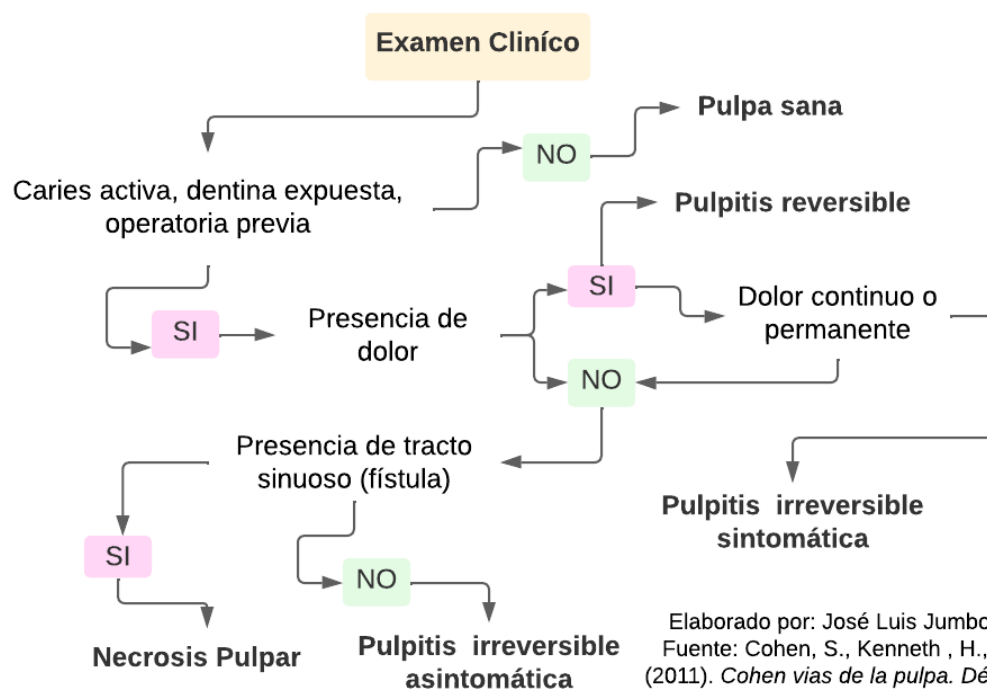 Examen Cliníco
Pulpa sana
NO
Caries activa, dentina expuesta,
operatoria previa
Pulpitis reversible
SI
Dolor continuo o
permanente
SI
Presencia de
dolor
NO
Presencia de tracto
sinuoso (fístula)
Pulpitis irreversible
sintomática
SI
NO
Necrosis Pulpar
Pulpitis irreversible
asintomática
Elaborado por: José Luis Jumbo
Fuente: Cohen, S., Kenneth , H.,
(2011). Cohen vias de la pulpa. Dé